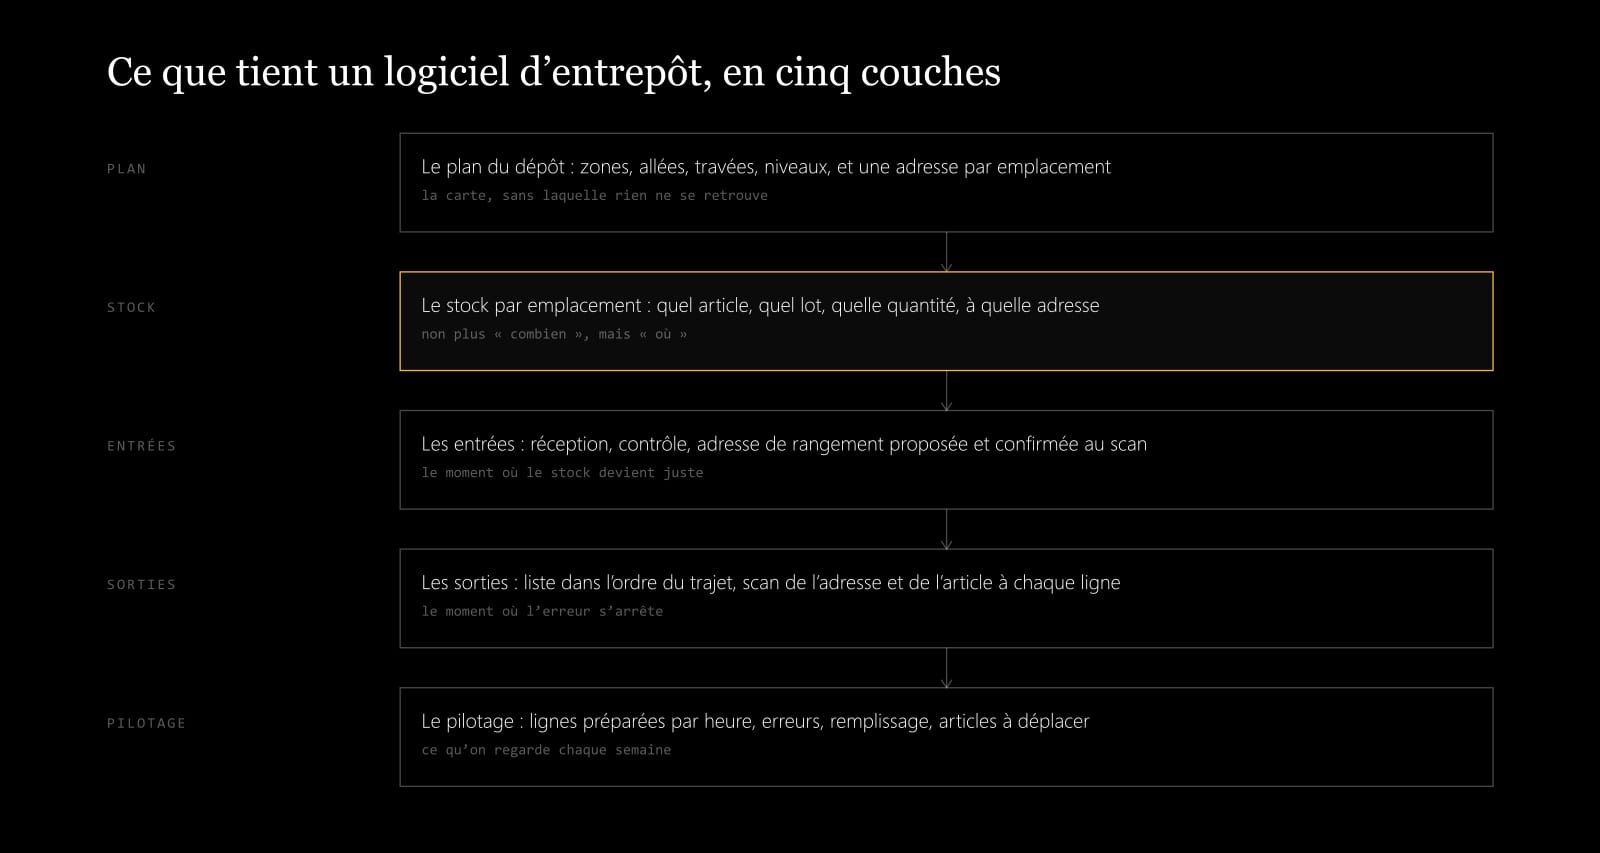 Ce que tient un logiciel d’entrepôt, en cinq couches
PLAN
Le plan du dépôt : zones, allées, travées, niveaux, et une adresse par emplacement
la carte, sans laquelle rien ne se retrouve
STOCK
Le stock par emplacement : quel article, quel lot, quelle quantité, à quelle adresse
non plus « combien », mais « où »
ENTRÉES
Les entrées : réception, contrôle, adresse de rangement proposée et confirmée au scan
le moment où le stock devient juste
SORTIES
Les sorties : liste dans l’ordre du trajet, scan de l’adresse et de l’article à chaque ligne
le moment où l’erreur s’arrête
PILOTAGE
Le pilotage : lignes préparées par heure, erreurs, remplissage, articles à déplacer
ce qu’on regarde chaque semaine